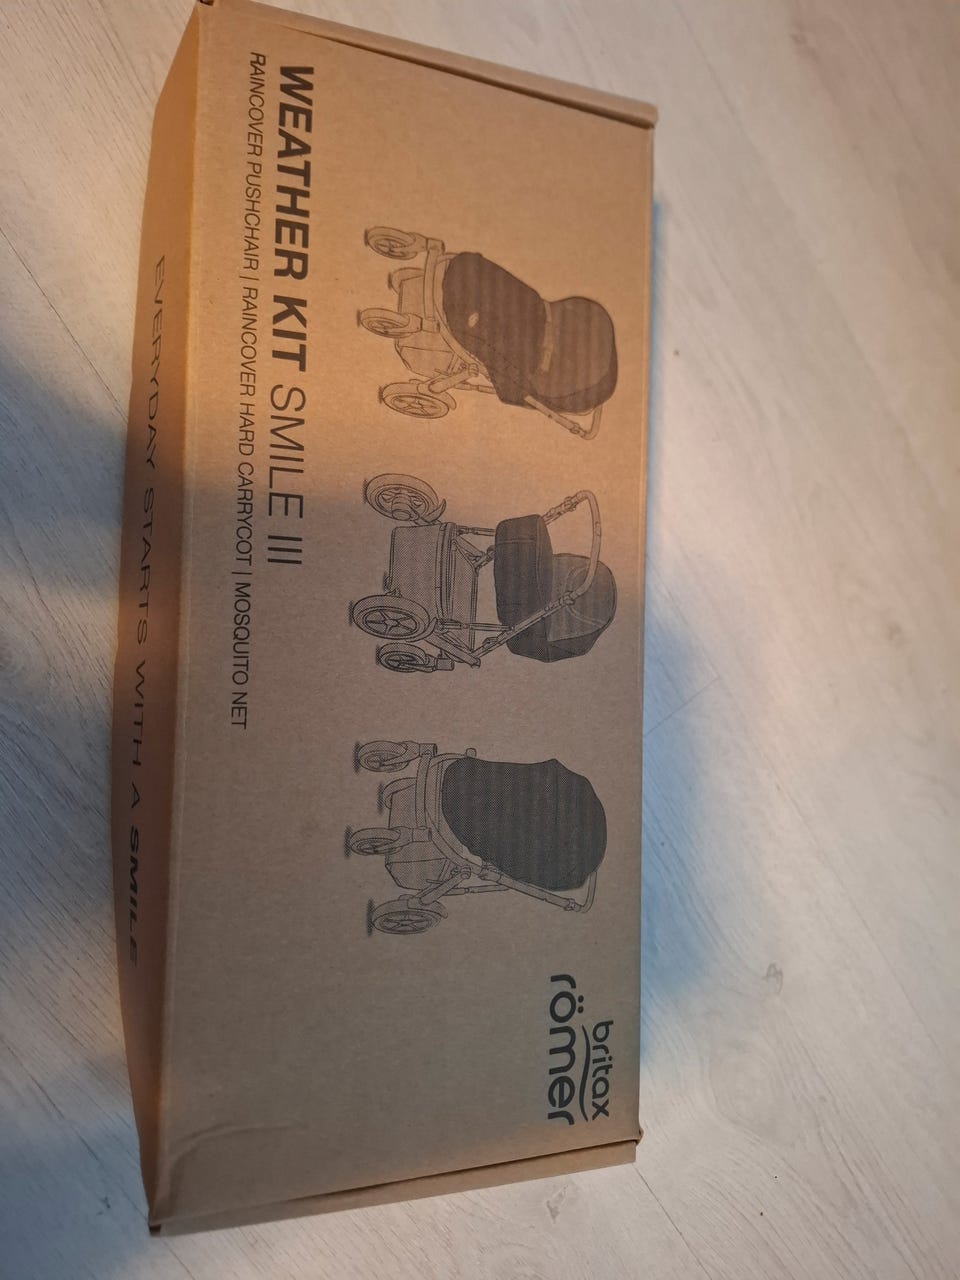 britax
römer
WEATHER KIT SMILE III
RAINCOVER PUSHCHAIR | RAINCOVER HARD CARRYCOT | MOSQUITO NET
EVERYDAY STARTS WITH A SMILE